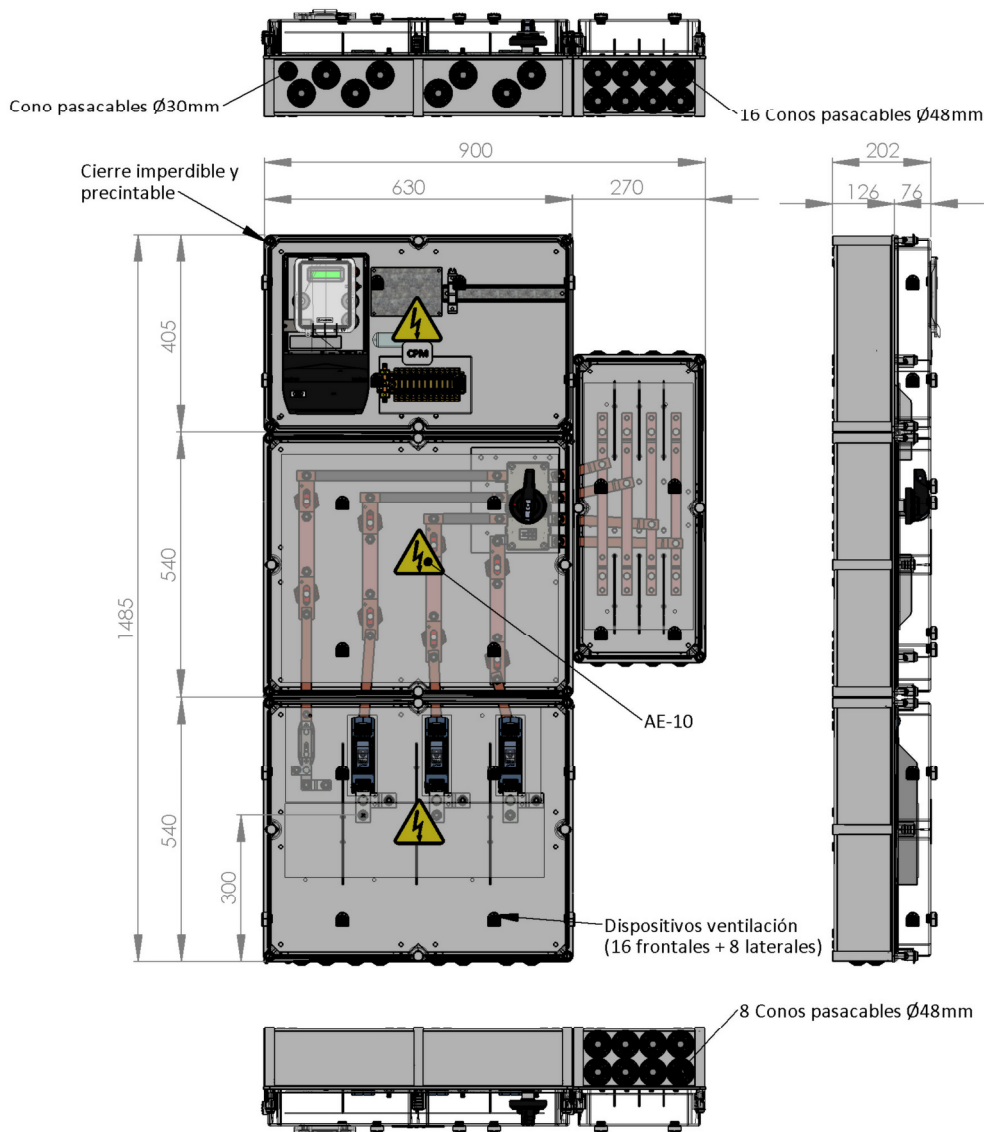 Cono pasacables Ø30mm
16 Conos pasacables Ø48mm
900
202
Cierre imperdible y
precintable
630
270
126
76
405
CPM
540
1485
AE-10
540
300
Dispositivos ventilación
(16 frontales + 8 laterales)
8 Conos pasacables Ø48mm